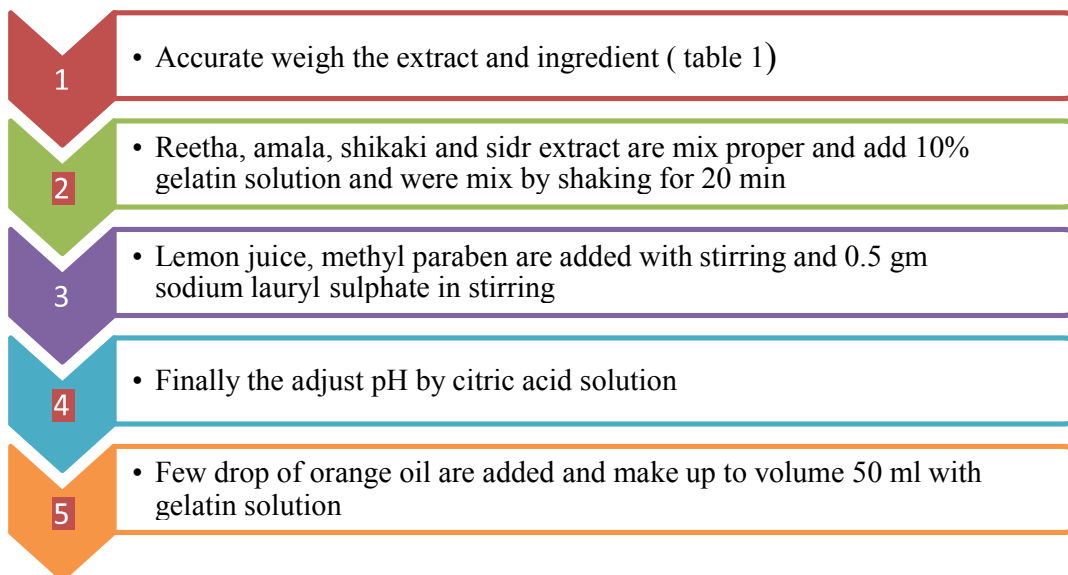 1
• Accurate weigh the extract and ingredient ( table 1)
2
• Reetha, amala, shikaki and sidr extract are mix proper and add 10%
gelatin solution and were mix by shaking for 20 min
3
• Lemon juice, methyl paraben are added with stirring and 0.5 gm
sodium lauryl sulphate in stirring
4
• Finally the adjust pH by citric acid solution
5
• Few drop of orange oil are added and make up to volume 50 ml with
gelatin solution